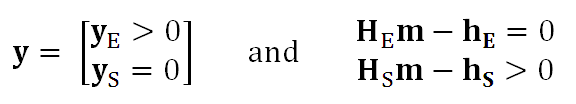 y = [y_E > 0
y_S = 0] and H_E m − h_E = 0
H_S m − h_S > 0